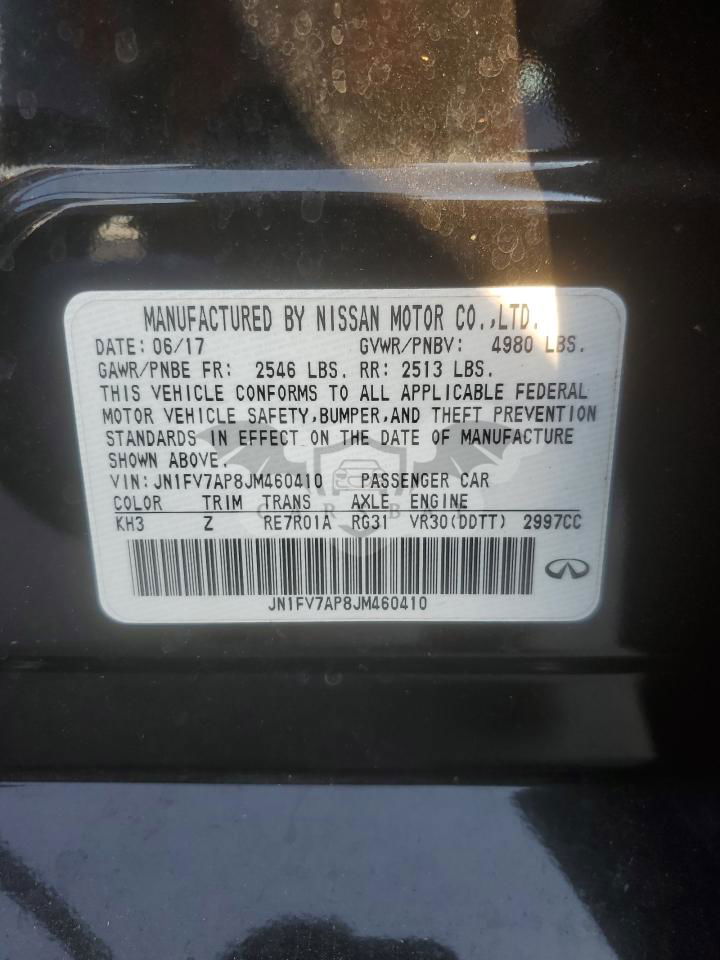 MANUFACTURED BY NISSAN MOTOR CO.,LTD.
DATE: 06/17 GVWR/PNBV: 4980 LBS.
GAWR/PNBE FR: 2546 LBS. RR: 2513 LBS.
THIS VEHICLE CONFORMS TO ALL APPLICABLE FEDERAL
MOTOR VEHICLE SAFETY,BUMPER,AND THEFT PREVENTION
STANDARDS IN EFFECT ON THE DATE OF MANUFACTURE
SHOWN ABOVE.
VIN: JN1FV7AP8JM460410 PASSENGER CAR
COLOR TRIM TRANS AXLE ENGINE
KH3 Z RE7R01A RG31 VR30(DDTT) 2997CC
JN1FV7AP8JM460410